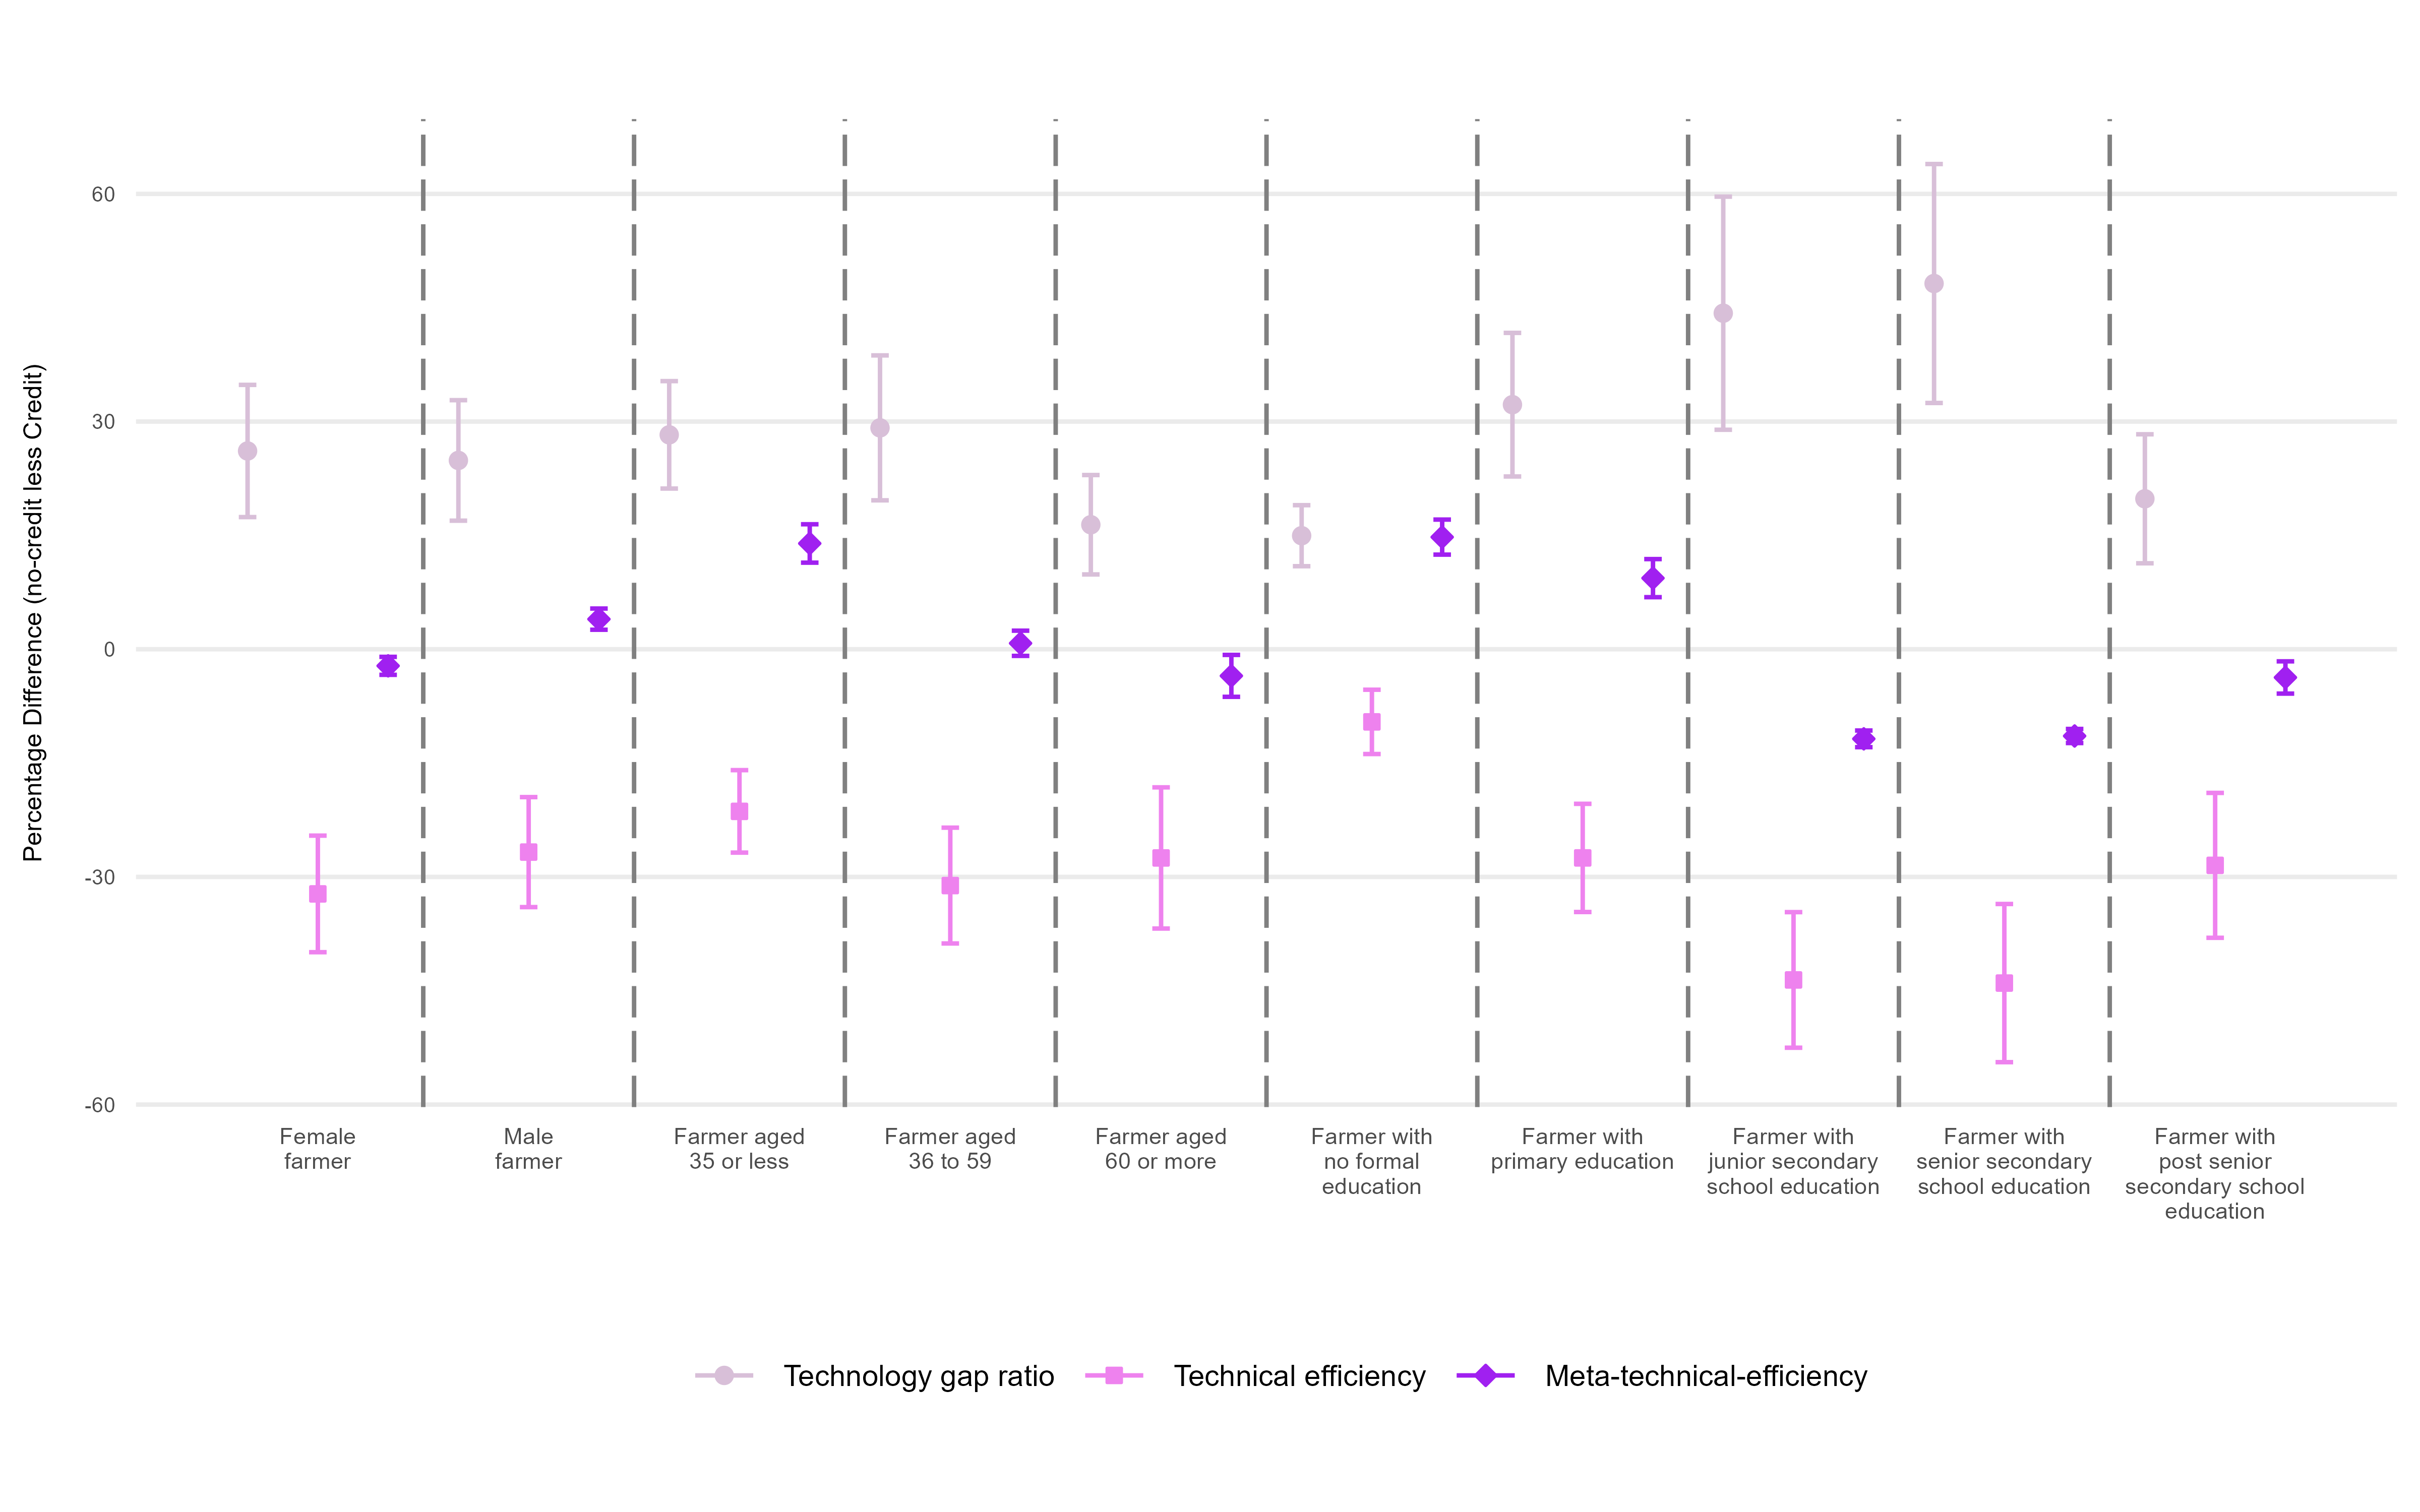 Percentage Difference (no-credit less Credit)
60
30
0
-30
-60
Female
farmer
Male
farmer
Farmer aged
35 or less
Farmer aged
36 to 59
Farmer aged
60 or more
Farmer with
no formal
education
Farmer with
primary education
Farmer with
junior secondary
school education
Farmer with
senior secondary
school education
Farmer with
post senior
secondary school
education
Technology gap ratio
Technical efficiency
Meta-technical-efficiency